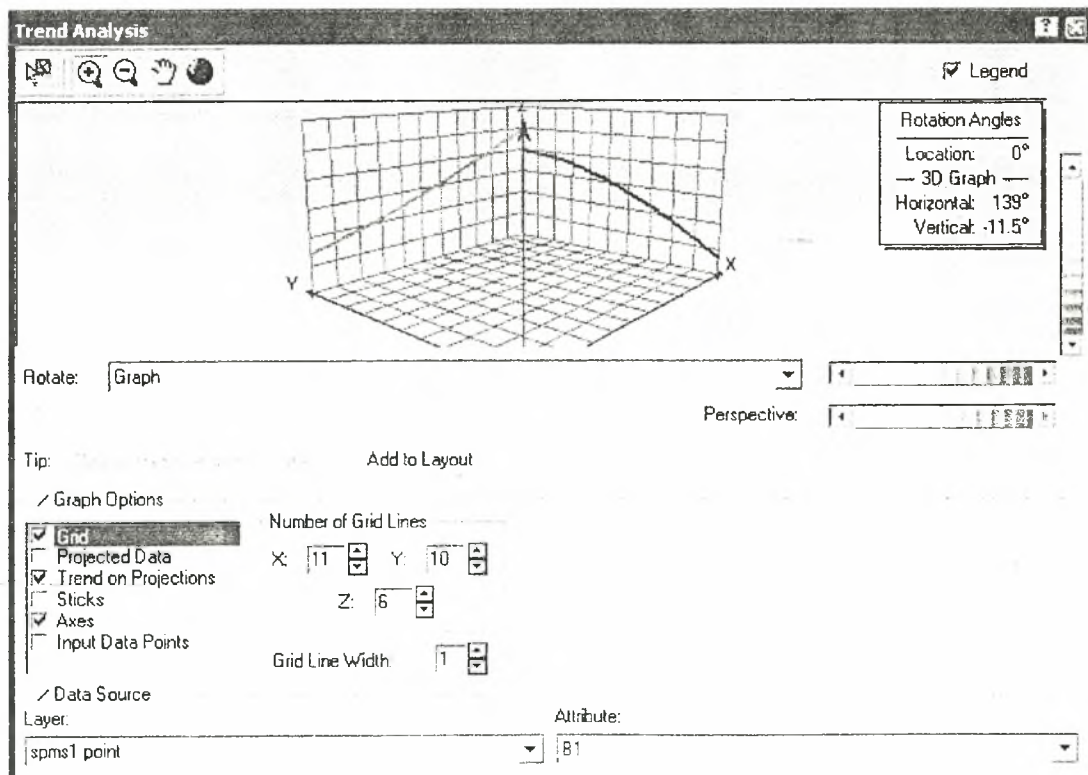 Trend Analysis
Legend
Rotation Angles
Location: 0°
3D Graph
Horizontal: 139°
Vertical: -11.5°
Z
Y
X
Rotate: Graph
Perspective:
Tip: Add to Layout
Graph Options
Grid
Projected Data
Trend on Projections
Sticks
Axes
Input Data Points
Number of Grid Lines
X: 11 Y: 10
Z: 6
Grid Line Width: 1
Data Source
Layer: Attribute:
spms1 point B1